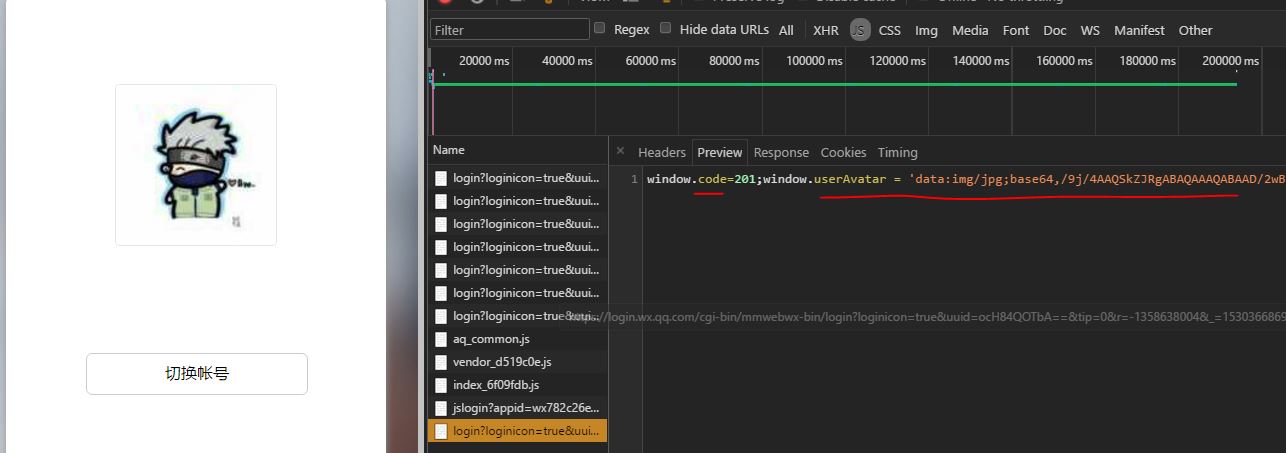 Filter
Regex
Hide data URLs
All
XHR
JS
CSS
Img
Media
Font
Doc
WS
Manifest
Other
20000 ms
40000 ms
60000 ms
80000 ms
100000 ms
120000 ms
140000 ms
160000 ms
180000 ms
200000 ms
Name
× Headers Preview Response Cookies Timing
login?loginicon=true&uui...
login?loginicon=true&uui...
login?loginicon=true&uui...
login?loginicon=true&uui...
login?loginicon=true&uui...
login?loginicon=true&uui...
login?loginicon=true&uui...
aq_common.js
vendor_d519c0e.js
index_6f09fdb.js
jslogin?appid=wx782c26e...
login?loginicon=true&uui...
1 window.code=201;window.userAvatar = 'data:img/jpg;base64,/9j/4AAQSkZJRgABAQAAAQABAAD/2wB
https://login.wx.qq.com/cgi-bin/mmwebwx-bin/login?loginicon=true&uuid=ocH84QOTbA==&tip=0&r=-1358638004&_=1530366869
切换帐号